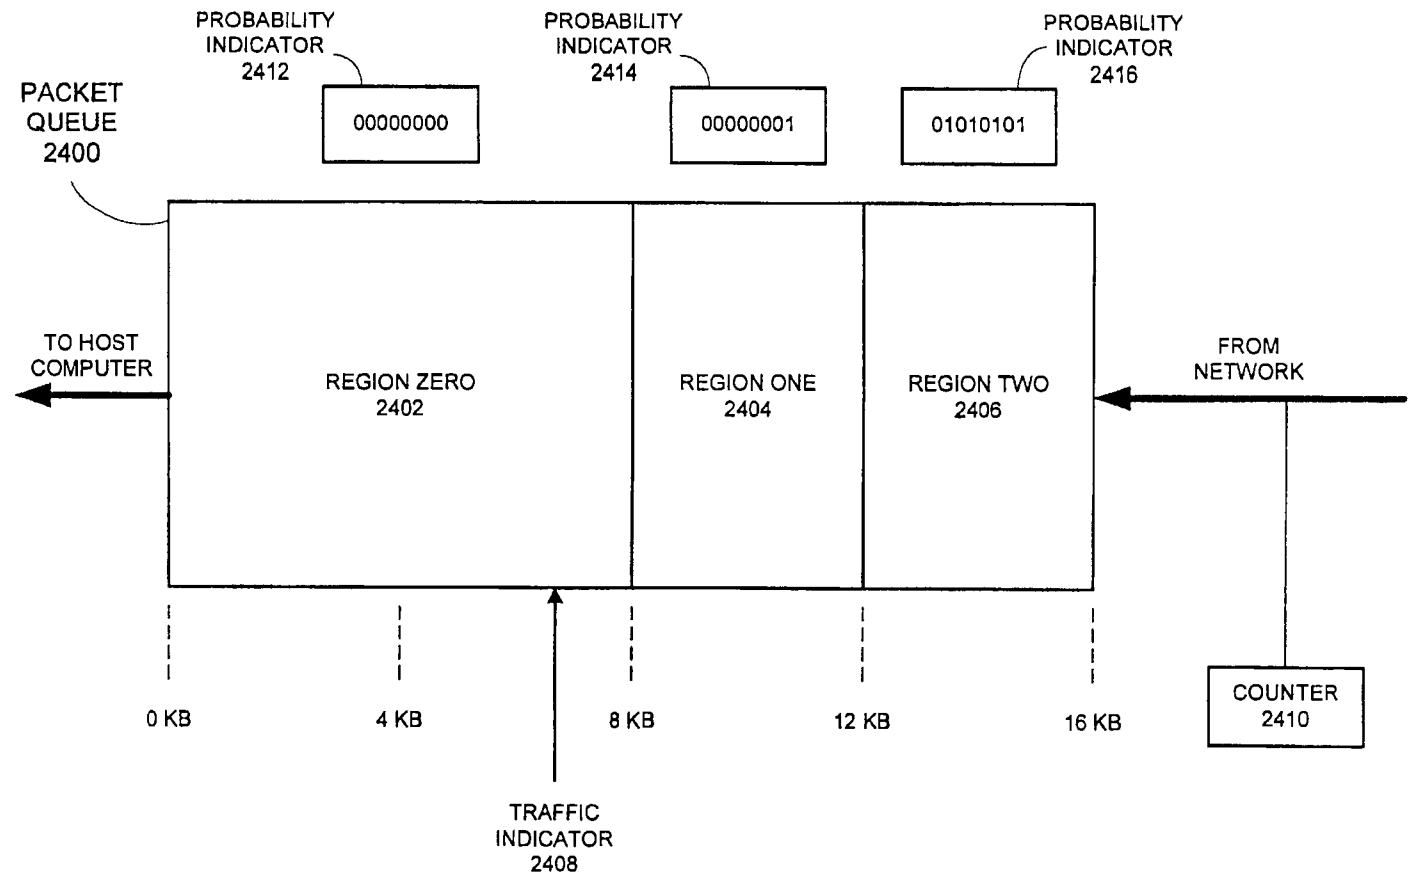 PROBABILITY
INDICATOR
2412
PROBABILITY
INDICATOR
2414
PROBABILITY
INDICATOR
2416
PACKET
QUEUE
2400
00000000
00000001
01010101
TO HOST
COMPUTER
REGION ZERO
2402
REGION ONE
2404
REGION TWO
2406
FROM
NETWORK
0 KB
4 KB
8 KB
12 KB
16 KB
COUNTER
2410
TRAFFIC
INDICATOR
2408